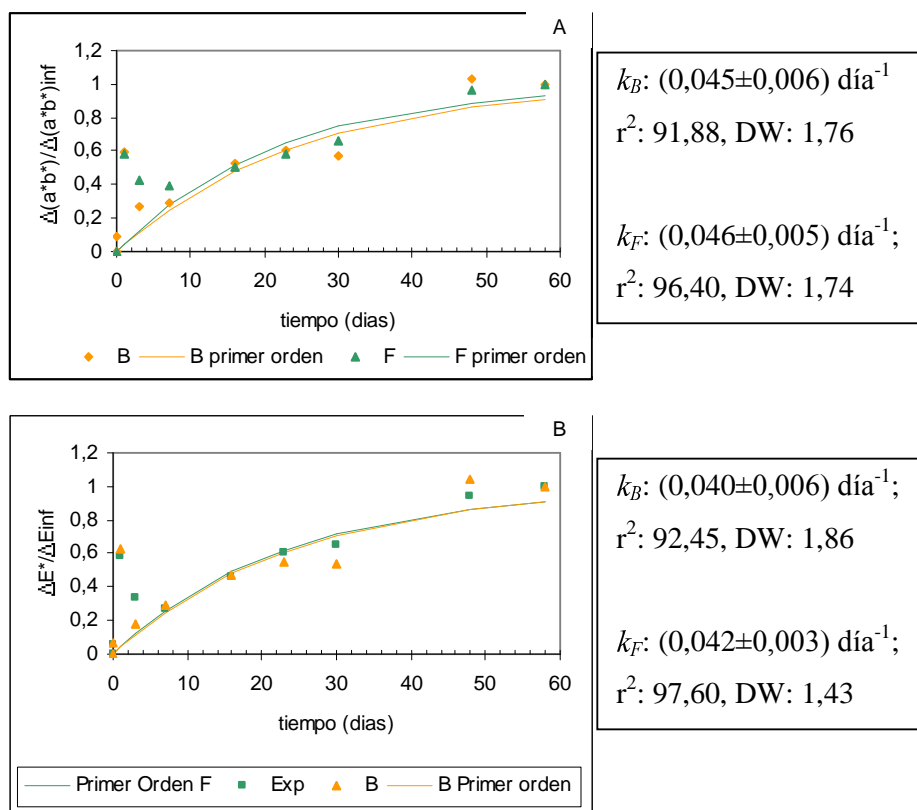 A
1,2
1
0,8
0,6
0,4
0,2
0
Δ(a*b*)/Δ(a*b*)inf
0 10 20 30 40 50 60
tiempo (dias)
B B primer orden F F primer orden
k_B: (0,045±0,006) día⁻¹
r²: 91,88, DW: 1,76
k_F: (0,046±0,005) día⁻¹;
r²: 96,40, DW: 1,74
B
1,2
1
0,8
0,6
0,4
0,2
0
ΔE*/ΔEinf
0 10 20 30 40 50 60
tiempo (dias)
Primer Orden F Exp B B Primer orden
k_B: (0,040±0,006) día⁻¹;
r²: 92,45, DW: 1,86
k_F: (0,042±0,003) día⁻¹;
r²: 97,60, DW: 1,43